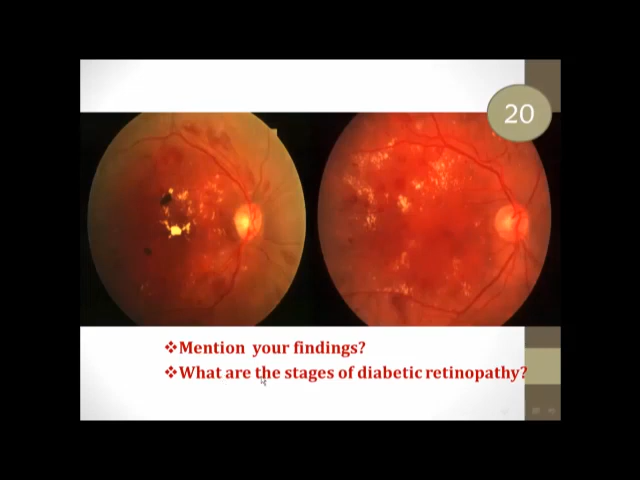 20
❖Mention your findings?
❖What are the stages of diabetic retinopathy?